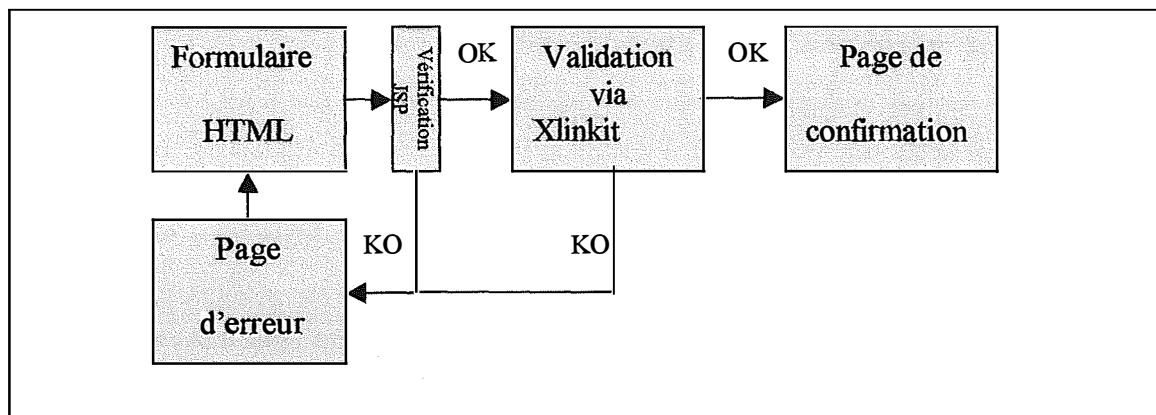 Formulaire
HTML
Vérification
JSP
OK
Validation
via
Xlinkit
OK
Page de
confirmation
Page
d'erreur
KO
KO